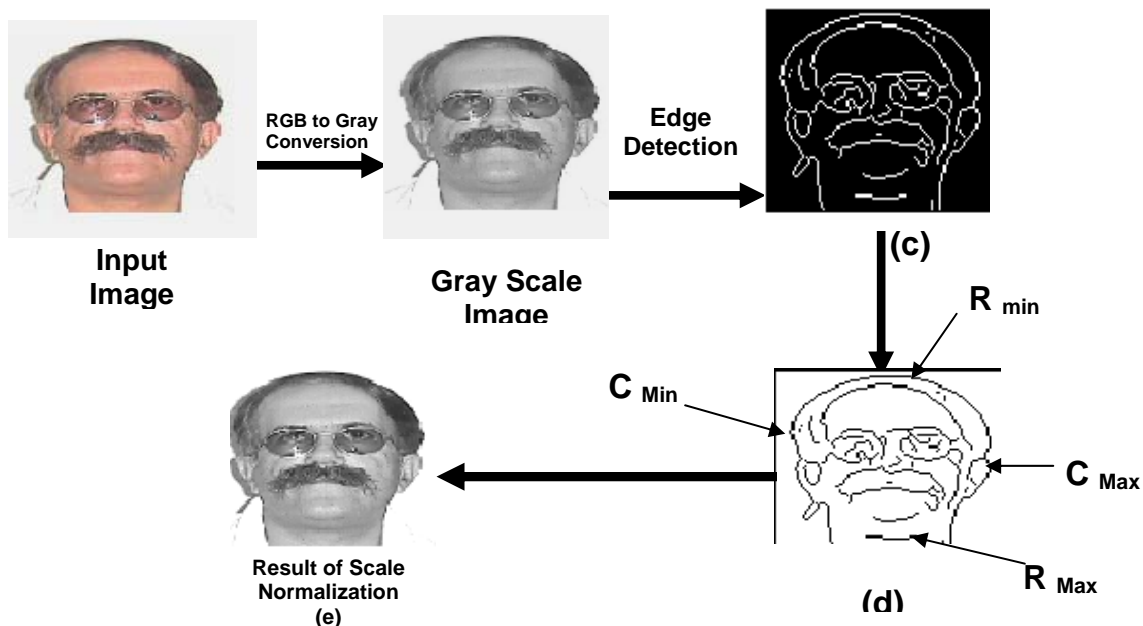 RGB to Gray
Conversion
Edge
Detection
Input
Image
Gray Scale
Image
(c)
R min
C Min
C Max
R Max
(d)
Result of Scale
Normalization
(e)